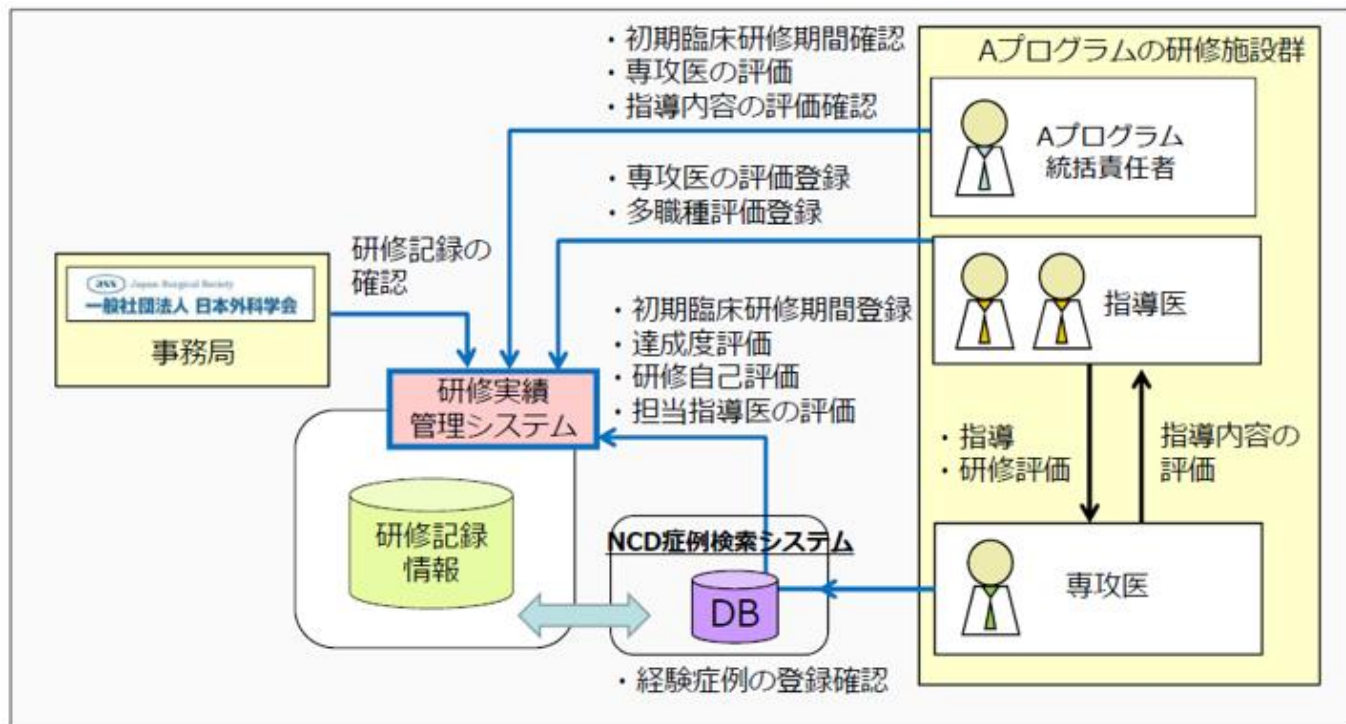 ・初期臨床研修期間確認
・専攻医の評価
・指導内容の評価確認
Aプログラムの研修施設群
Aプログラム
統括責任者
・専攻医の評価登録
・多職種評価登録
指導医
研修記録の
確認
Japan Surgical Society
一般社団法人 日本外科学会
事務局
・初期臨床研修期間登録
・達成度評価
・研修自己評価
・担当指導医の評価
研修実績
管理システム
・指導
・研修評価
指導内容の
評価
研修記録
情報
NCD症例検索システム
DB
専攻医
・経験症例の登録確認